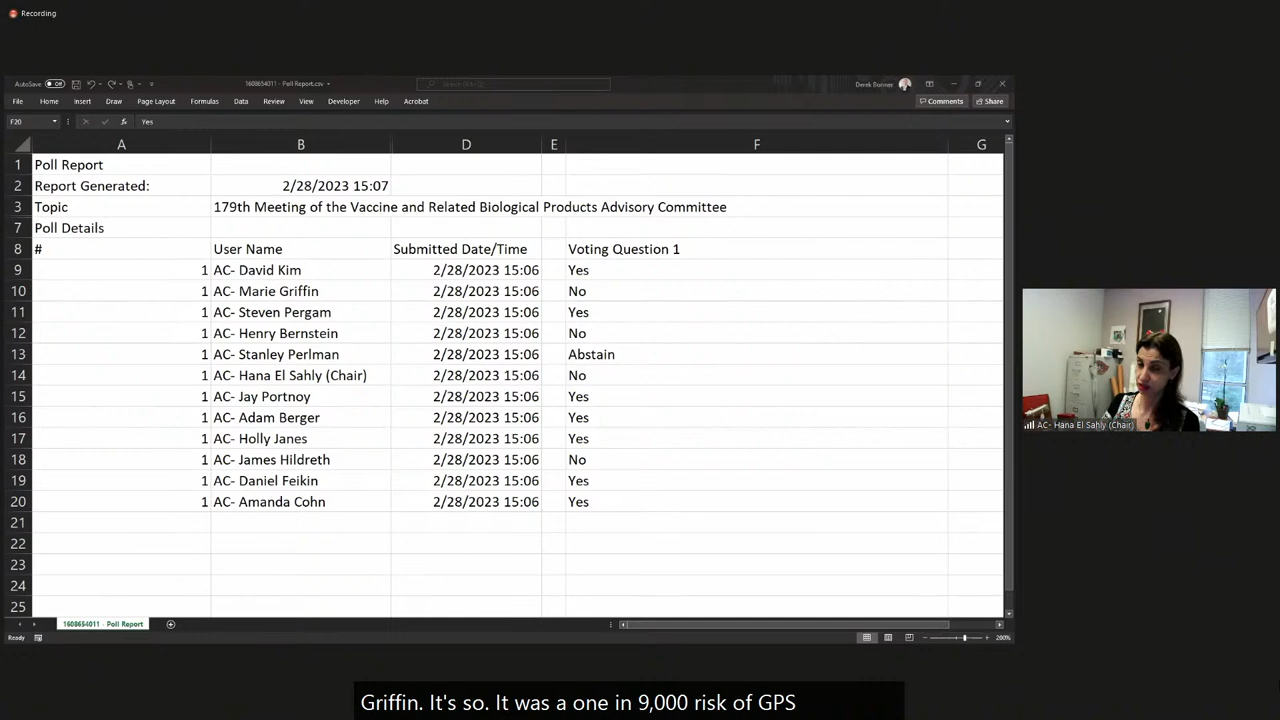 Recording
AutoSave Off 1608654011 - Poll Report.csv Search (Alt+Q) Derek Bonner
File Home Insert Draw Page Layout Formulas Data Review View Developer Help Acrobat Comments Share
F20 fx Yes
A B D E F G
1 Poll Report
2 Report Generated: 2/28/2023 15:07
3 Topic 179th Meeting of the Vaccine and Related Biological Products Advisory Committee
7 Poll Details
8 # User Name Submitted Date/Time Voting Question 1
9 1 AC- David Kim 2/28/2023 15:06 Yes
10 1 AC- Marie Griffin 2/28/2023 15:06 No
11 1 AC- Steven Pergam 2/28/2023 15:06 Yes
12 1 AC- Henry Bernstein 2/28/2023 15:06 No
13 1 AC- Stanley Perlman 2/28/2023 15:06 Abstain
14 1 AC- Hana El Sahly (Chair) 2/28/2023 15:06 No
15 1 AC- Jay Portnoy 2/28/2023 15:06 Yes
16 1 AC- Adam Berger 2/28/2023 15:06 Yes
17 1 AC- Holly Janes 2/28/2023 15:06 Yes
18 1 AC- James Hildreth 2/28/2023 15:06 No
19 1 AC- Daniel Feikin 2/28/2023 15:06 Yes
20 1 AC- Amanda Cohn 2/28/2023 15:06 Yes
21
22
23
24
25
1608654011 - Poll Report
Ready 200%
AC- Hana El Sahly (Chair)
Griffin. It's so. It was a one in 9,000 risk of GPS